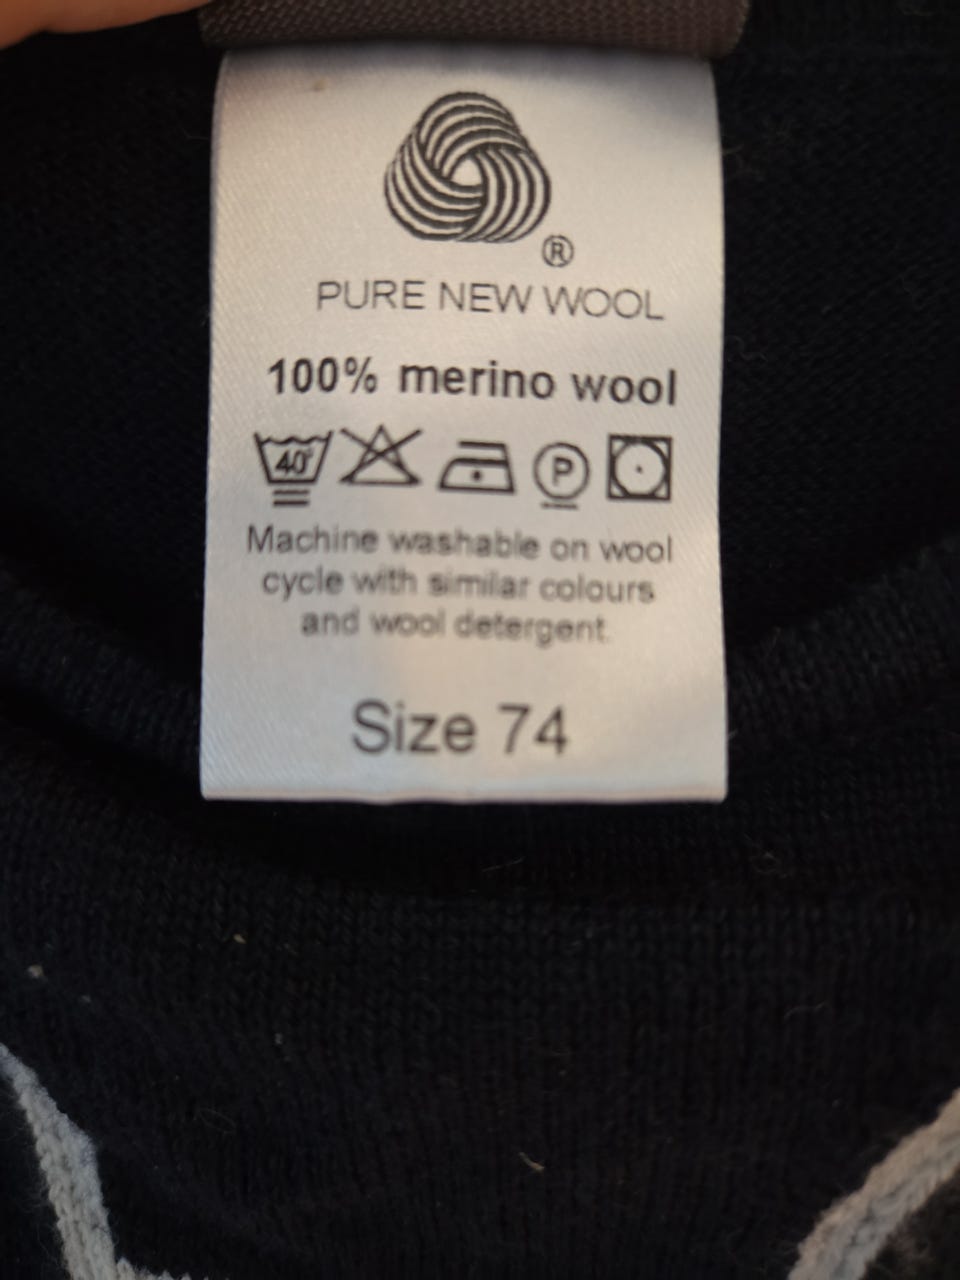 ®
PURE NEW WOOL
100% merino wool
40° P
Machine washable on wool
cycle with similar colours
and wool detergent.
Size 74